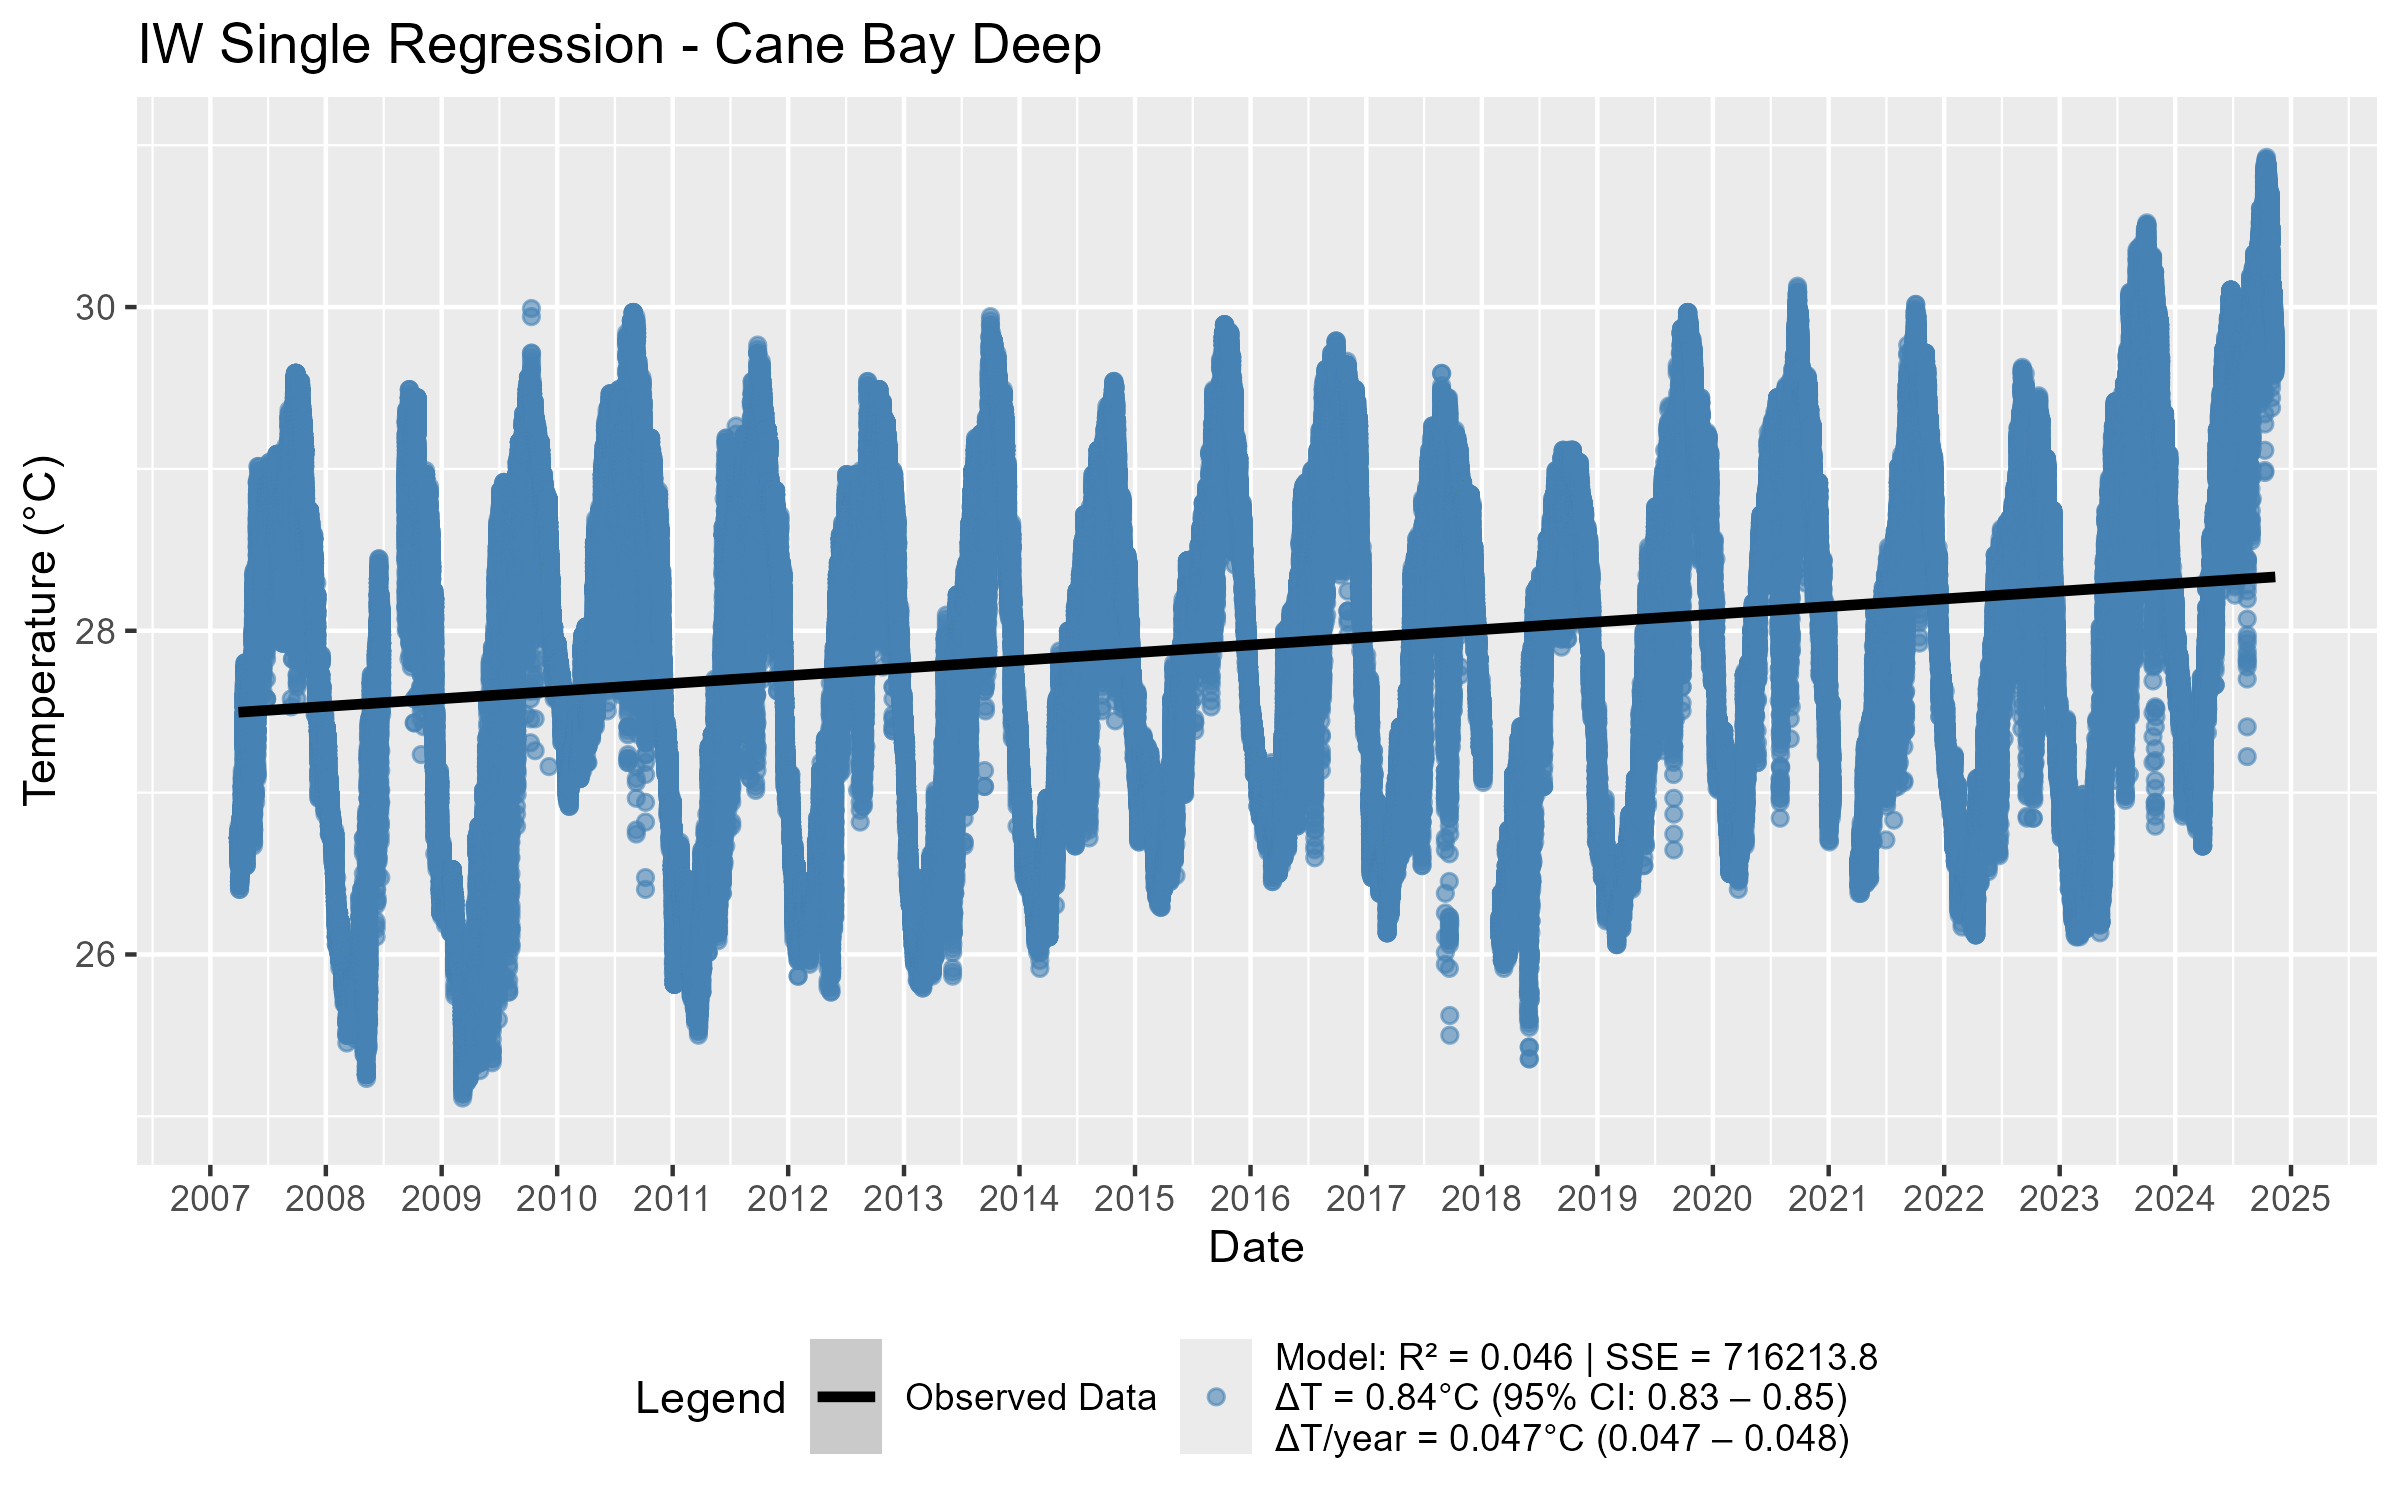 IW Single Regression - Cane Bay Deep
Temperature (°C)
30
28
26
2007 2008 2009 2010 2011 2012 2013 2014 2015 2016 2017 2018 2019 2020 2021 2022 2023 2024 2025
Date
Legend
Observed Data
Model: R² = 0.046 | SSE = 716213.8
ΔT = 0.84°C (95% CI: 0.83 – 0.85)
ΔT/year = 0.047°C (0.047 – 0.048)